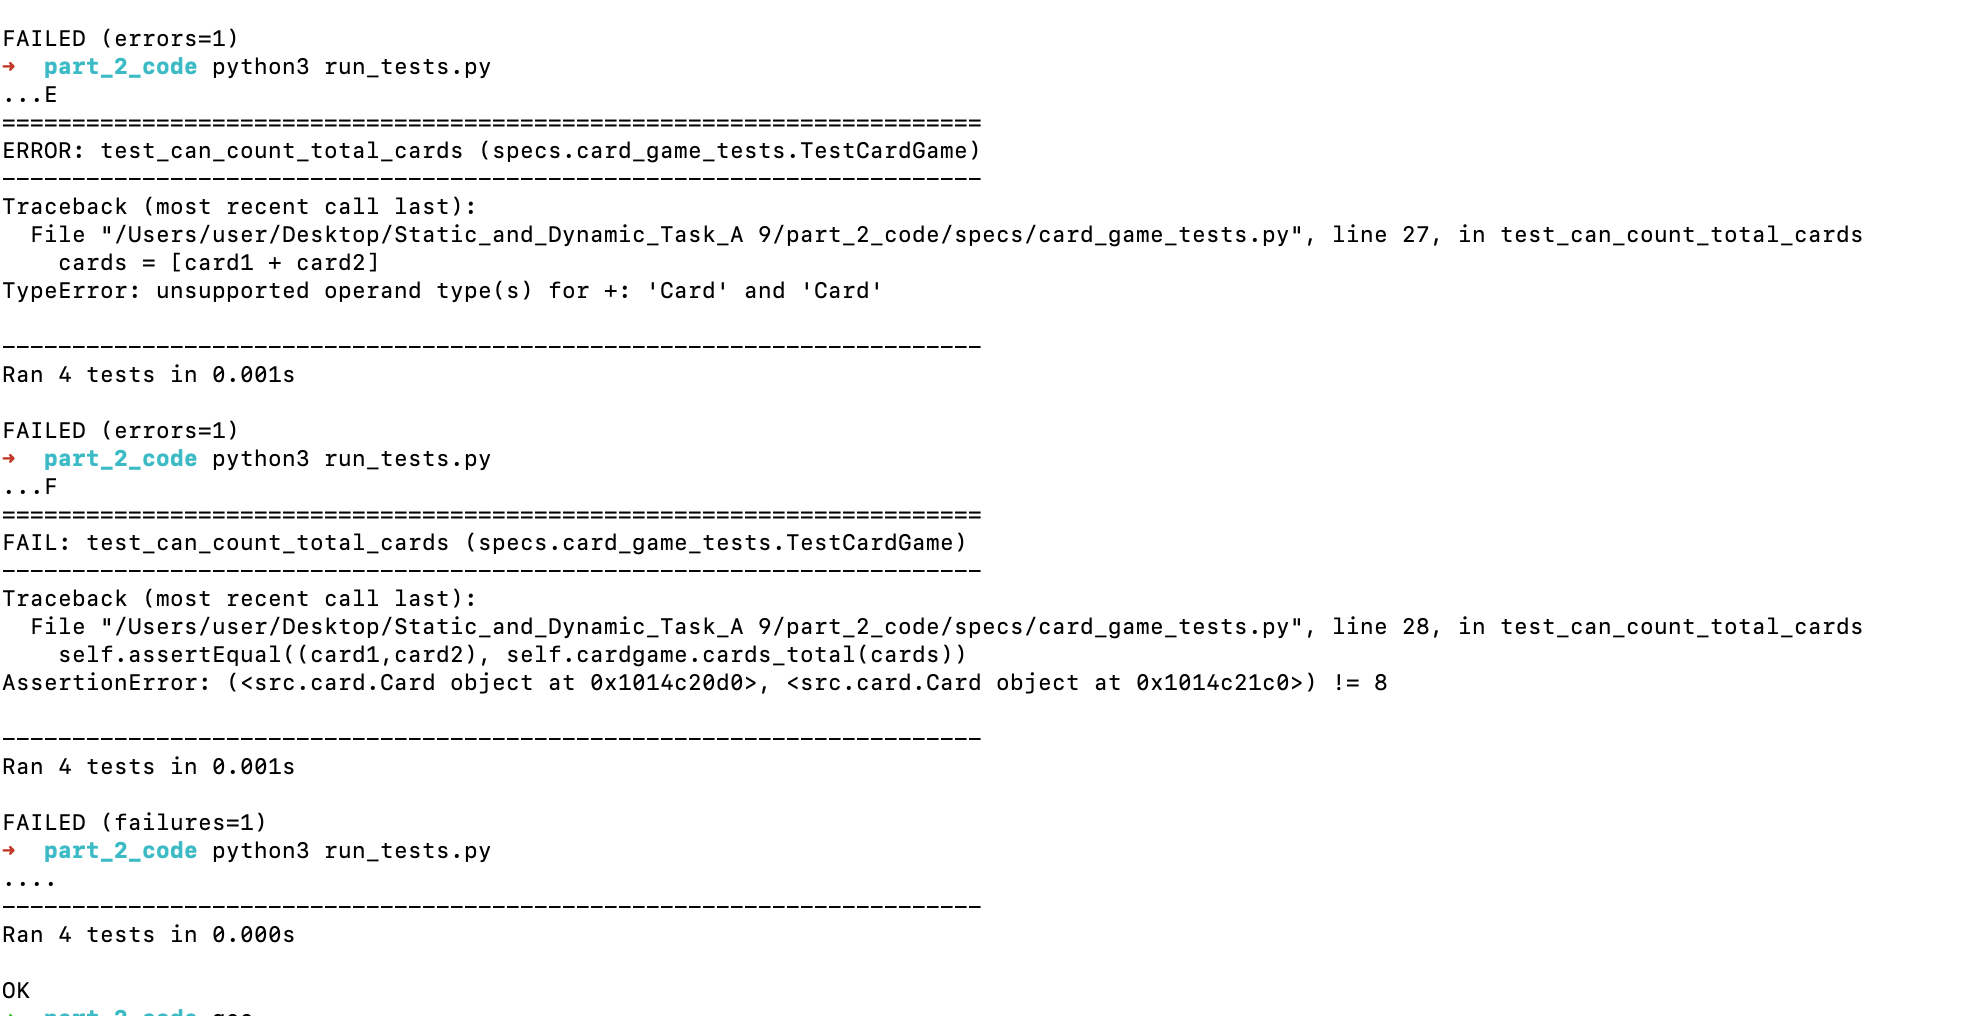 FAILED (errors=1)
➜  part_2_code python3 run_tests.py
...E
======================================================================
ERROR: test_can_count_total_cards (specs.card_game_tests.TestCardGame)
----------------------------------------------------------------------
Traceback (most recent call last):
  File "/Users/user/Desktop/Static_and_Dynamic_Task_A 9/part_2_code/specs/card_game_tests.py", line 27, in test_can_count_total_cards
    cards = [card1 + card2]
TypeError: unsupported operand type(s) for +: 'Card' and 'Card'
----------------------------------------------------------------------
Ran 4 tests in 0.001s
FAILED (errors=1)
➜  part_2_code python3 run_tests.py
...F
======================================================================
FAIL: test_can_count_total_cards (specs.card_game_tests.TestCardGame)
----------------------------------------------------------------------
Traceback (most recent call last):
  File "/Users/user/Desktop/Static_and_Dynamic_Task_A 9/part_2_code/specs/card_game_tests.py", line 28, in test_can_count_total_cards
    self.assertEqual((card1,card2), self.cardgame.cards_total(cards))
AssertionError: (<src.card.Card object at 0x1014c20d0>, <src.card.Card object at 0x1014c21c0>) != 8
----------------------------------------------------------------------
Ran 4 tests in 0.001s
FAILED (failures=1)
➜  part_2_code python3 run_tests.py
....
----------------------------------------------------------------------
Ran 4 tests in 0.000s
OK
➜  part_2_code